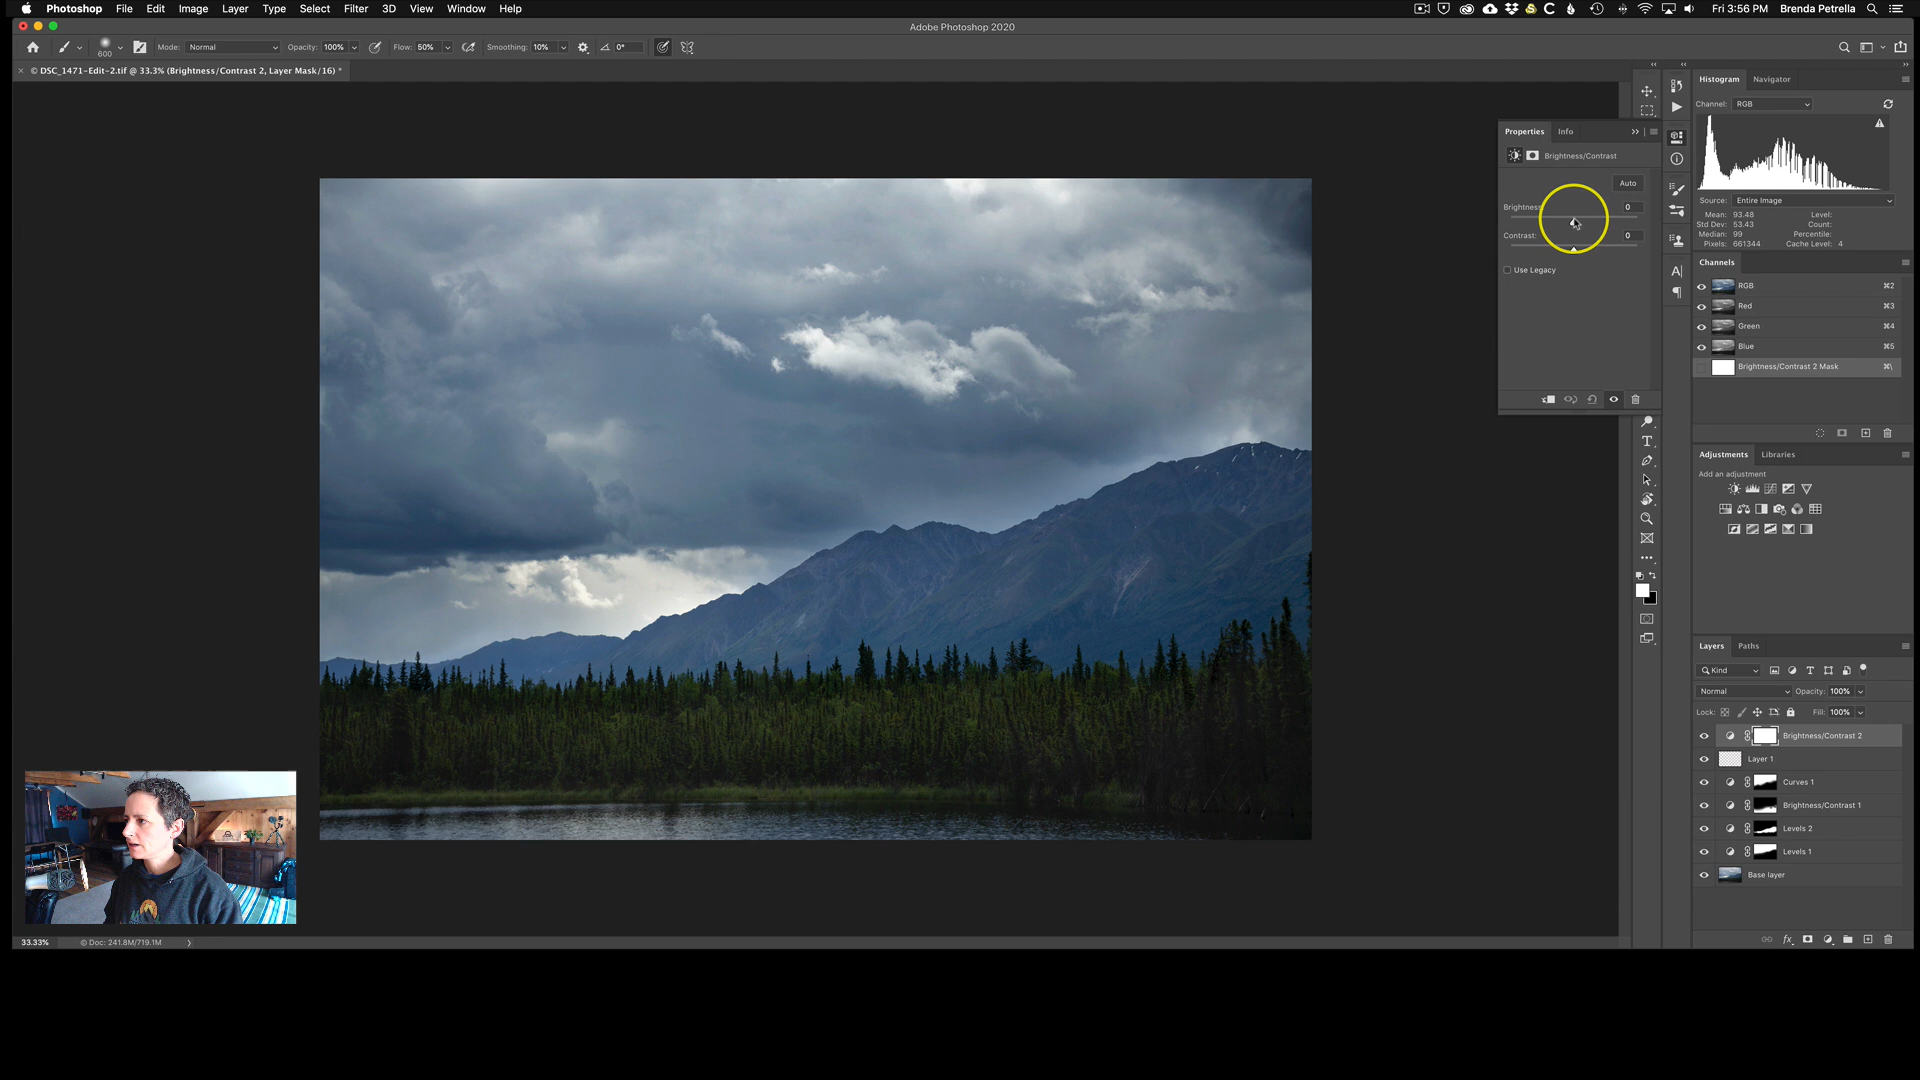 Photoshop File Edit Image Layer Type Select Filter 3D View Window Help Fri 3:56 PM Brenda Petrella
Adobe Photoshop 2020
600 Mode: Normal Opacity: 100% Flow: 50% Smoothing: 10% 0°
× © DSC_1471-Edit-2.tif @ 33.3% (Brightness/Contrast 2, Layer Mask/16) *
Histogram Navigator
Channel: RGB
Properties Info
Brightness/Contrast
Auto
Brightness: 0
Contrast: 0
Use Legacy
Source: Entire Image
Mean: 93.48 Level:
Std Dev: 53.43 Count:
Median: 99 Percentile:
Pixels: 661344 Cache Level: 4
Channels
RGB ⌘2
Red ⌘3
Green ⌘4
Blue ⌘5
Brightness/Contrast 2 Mask ⌘\
Adjustments Libraries
Add an adjustment
Layers Paths
Kind
Normal Opacity: 100%
Lock: Fill: 100%
Brightness/Contrast 2
Layer 1
Curves 1
Brightness/Contrast 1
Levels 2
Levels 1
Base layer
fx
33.33% © Doc: 241.8M/719.1M